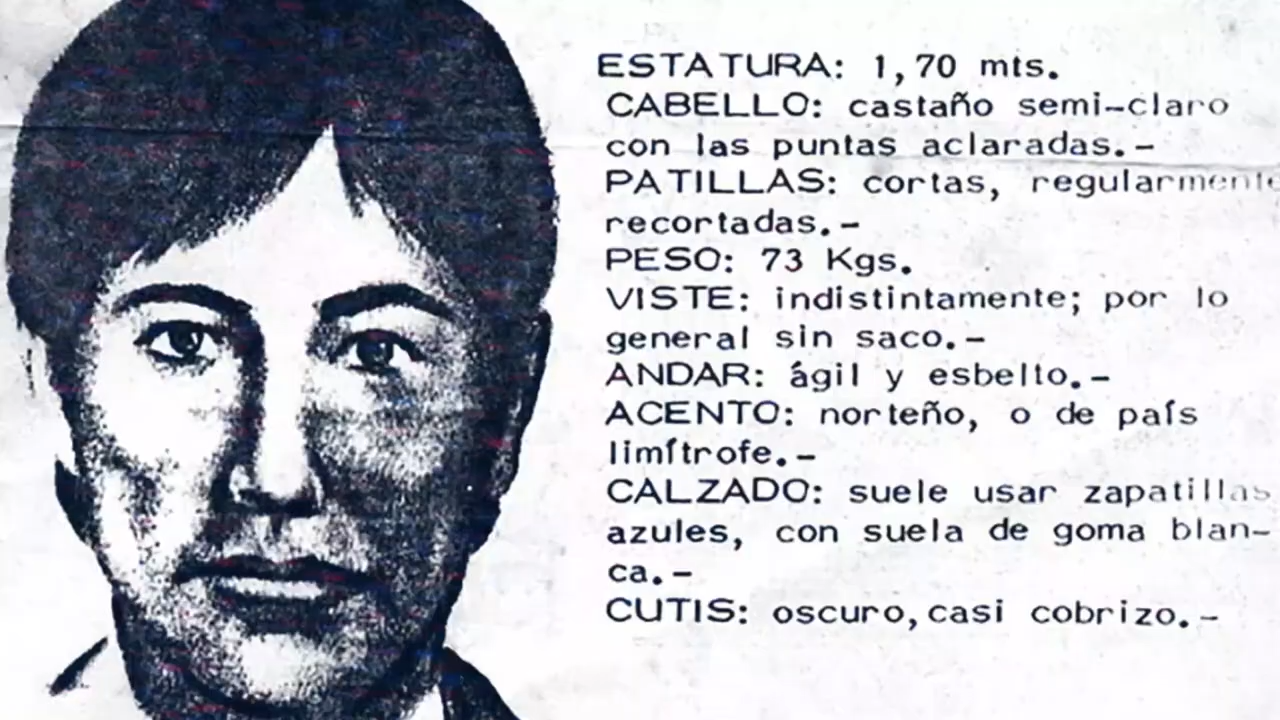 ESTATURA: 1,70 mts.
CABELLO: castaño semi-claro
con las puntas aclaradas.-
PATILLAS: cortas, regularmente
recortadas.-
PESO: 73 Kgs.
VISTE: indistintamente; por lo
general sin saco.-
ANDAR: ágil y esbelto.-
ACENTO: norteño, o de país
limítrofe.-
CALZADO: suele usar zapatillas
azules, con suela de goma blan-
ca.-
CUTIS: oscuro, casi cobrizo.-